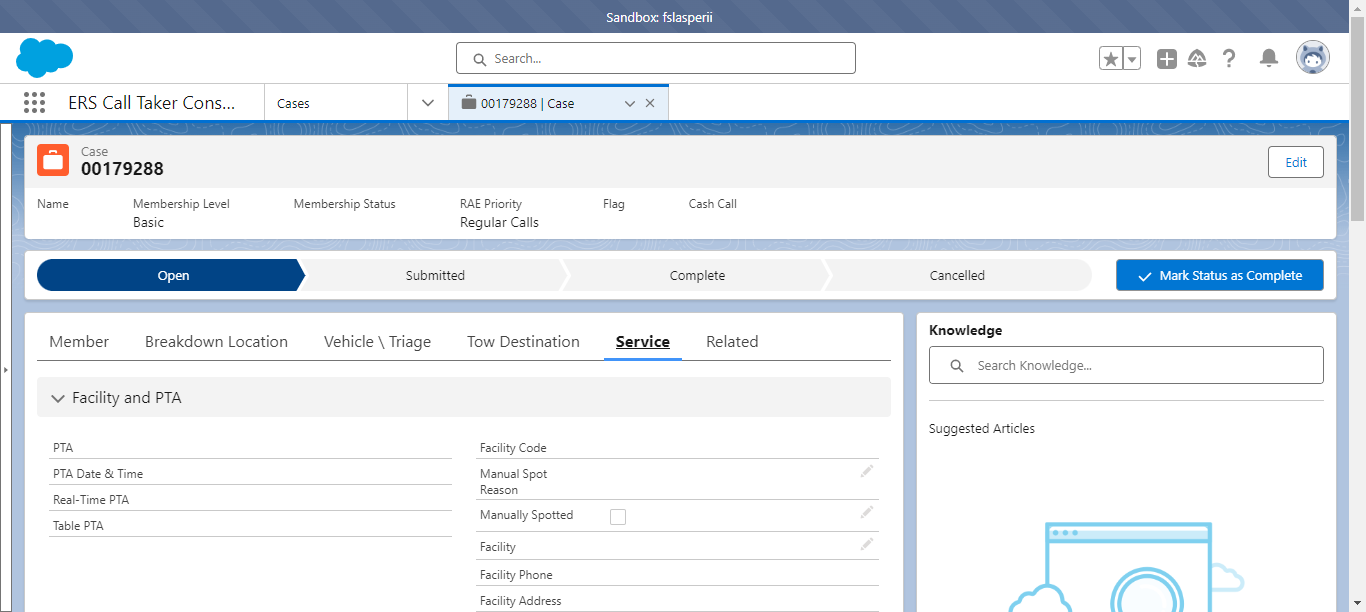 Sandbox: fslasperii
Search...
ERS Call Taker Cons...
Cases
00179288 | Case
Case
00179288
Edit
Name
Membership Level
Membership Status
RAE Priority
Flag
Cash Call
Basic
Regular Calls
Open
Submitted
Complete
Cancelled
Mark Status as Complete
Member
Breakdown Location
Vehicle \ Triage
Tow Destination
Service
Related
Facility and PTA
PTA
PTA Date & Time
Real-Time PTA
Table PTA
Facility Code
Manual Spot
Reason
Manually Spotted
Facility
Facility Phone
Facility Address
Knowledge
Search Knowledge...
Suggested Articles